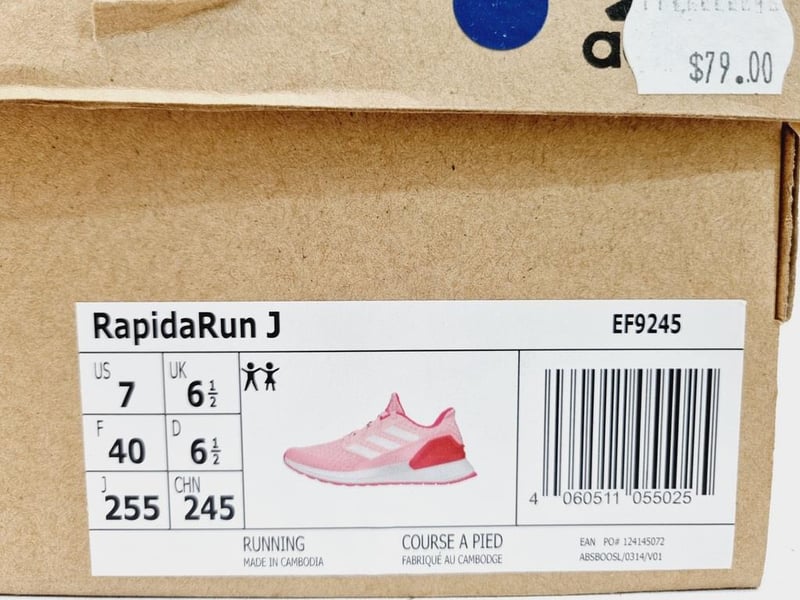 a
$79.00
RapidaRun J
EF9245
US 7
UK 6½
F 40
D 6½
J 255
CHN 245
4 060511 055025
RUNNING
MADE IN CAMBODIA
COURSE A PIED
FABRIQUÉ AU CAMBODGE
EAN PO# 124145072
ABSBOOSL/0314/V01